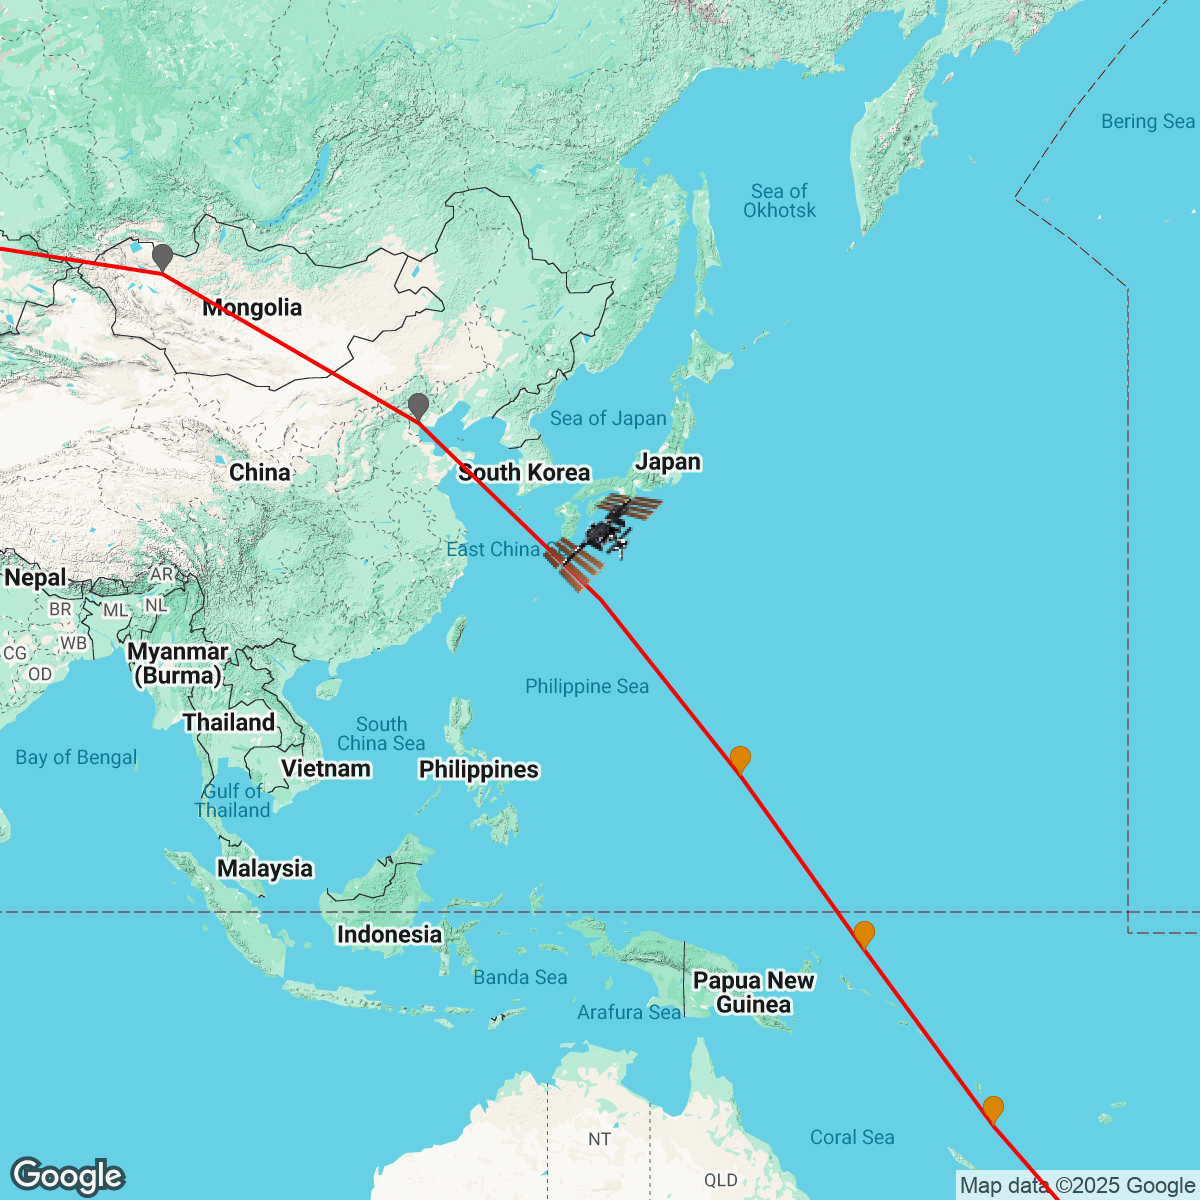 Bering Sea
Sea of
Okhotsk
Mongolia
Sea of Japan
Japan
China
South Korea
East China
Nepal
AR
BR
ML
NL
WB
CG
OD
Myanmar
(Burma)
Philippine Sea
Thailand
South
China Sea
Bay of Bengal
Vietnam
Philippines
Gulf of
Thailand
Malaysia
Indonesia
Banda Sea
Papua New
Guinea
Arafura Sea
NT
Coral Sea
QLD
Google
Map data ©2025 Google